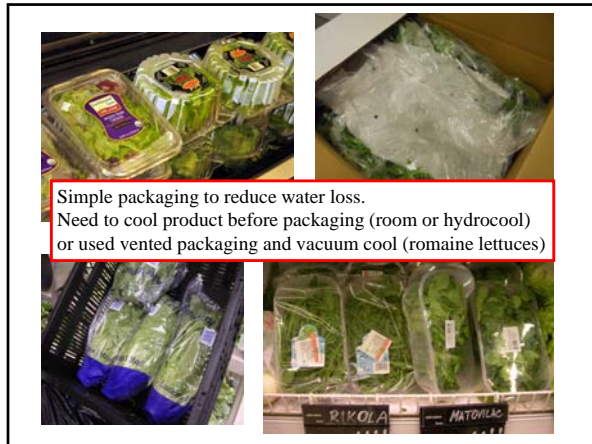 Simple packaging to reduce water loss.
Need to cool product before packaging (room or hydrocool)
or used vented packaging and vacuum cool (romaine lettuces)
RIKOLA
MATOVILAC